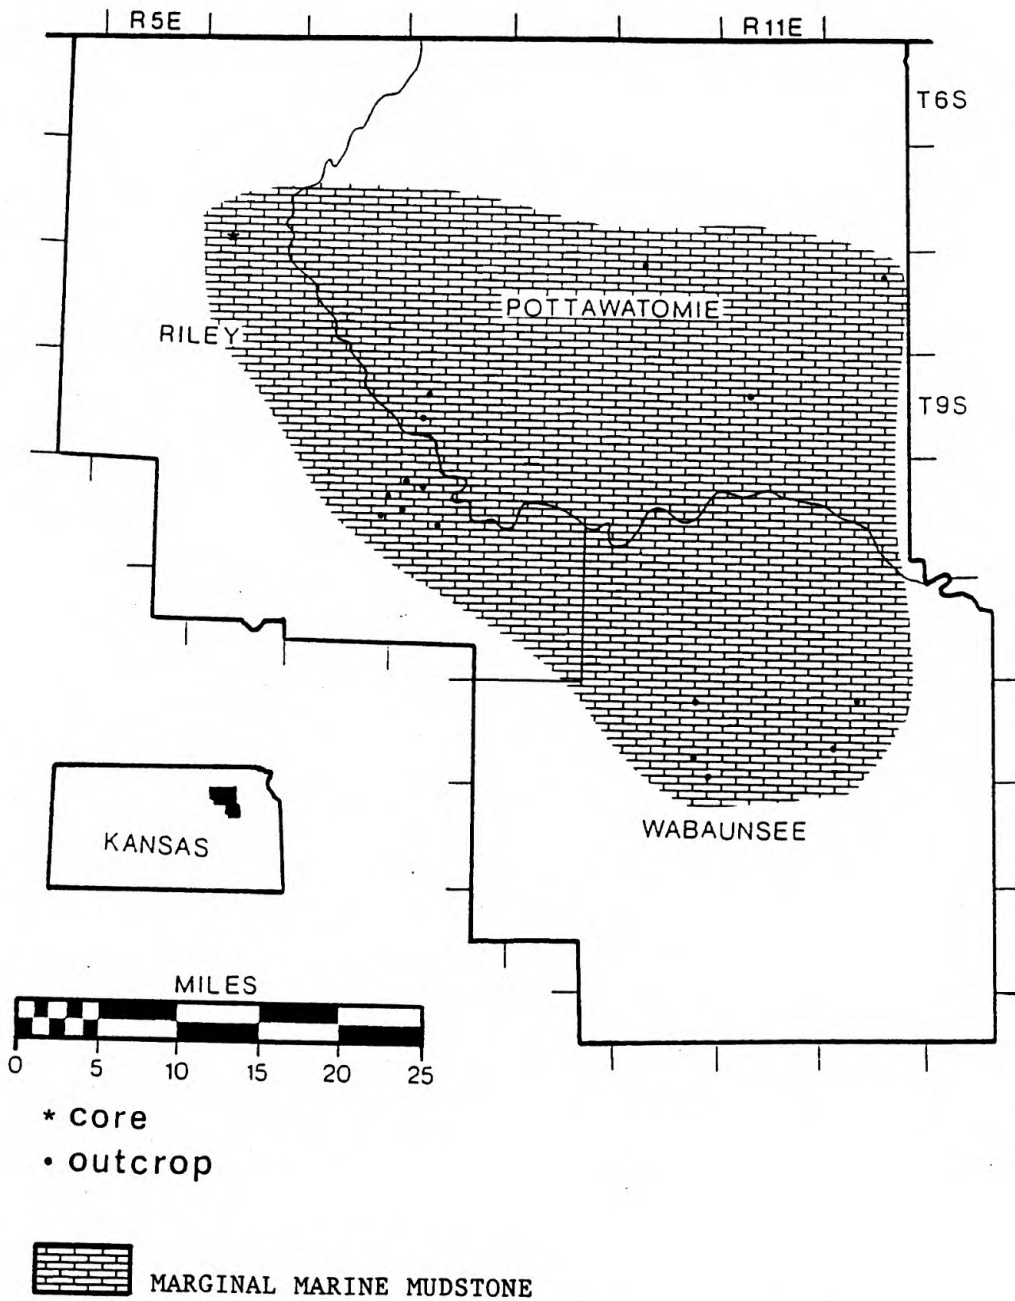 R5E
R11E
T6S
POTTAWATOMIE
RILEY
T9S
WABAUNSEE
KANSAS
MILES
0 5 10 15 20 25
* core
• outcrop
MARGINAL MARINE MUDSTONE